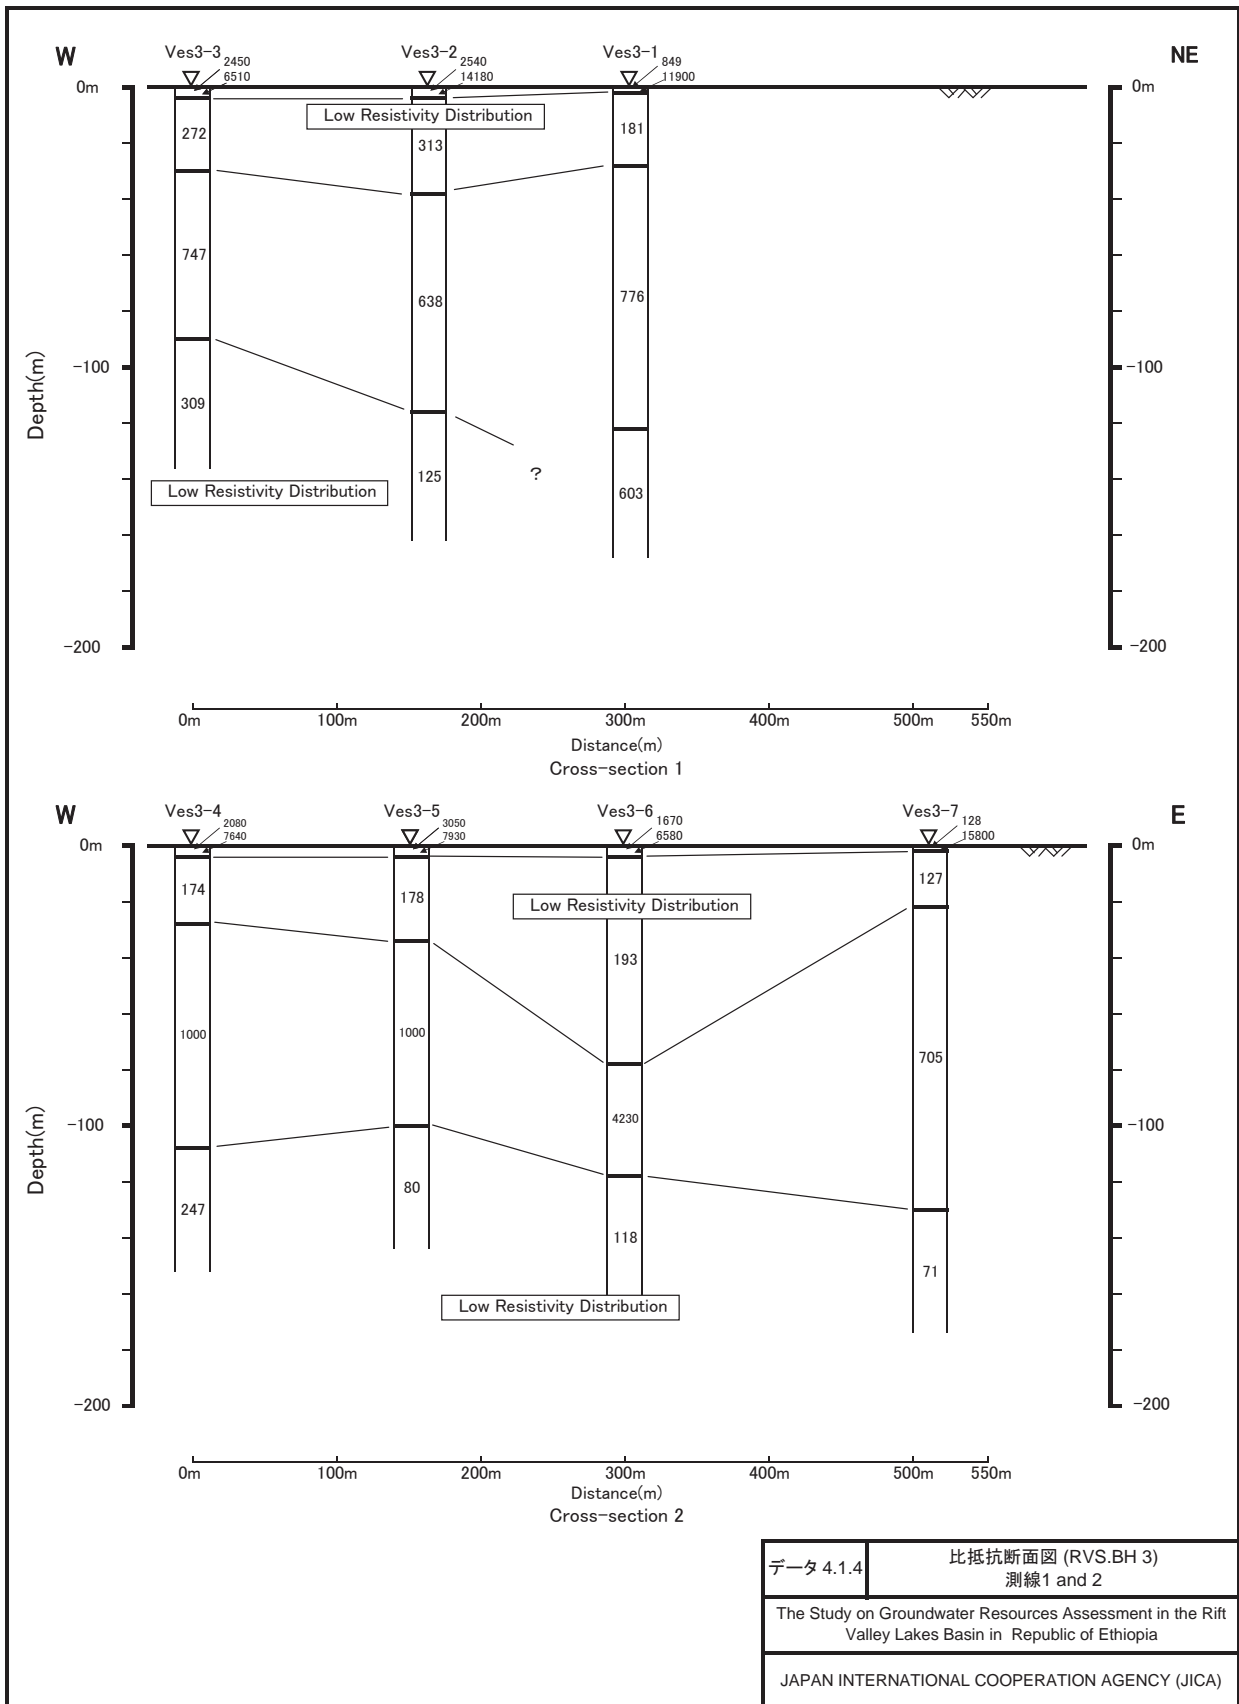 W
Ves3-3
2450
6510
Ves3-2
2540
14180
Ves3-1
849
11900
NE
0m
0m
Low Resistivity Distribution
272
313
181
747
638
776
Depth(m)
-100
-100
309
125
?
603
Low Resistivity Distribution
-200
-200
0m
100m
200m
300m
400m
500m
550m
Distance(m)
Cross-section 1
W
Ves3-4
2080
7640
Ves3-5
3050
7930
Ves3-6
1670
6580
Ves3-7
128
15800
E
0m
0m
174
178
127
Low Resistivity Distribution
193
1000
1000
705
Depth(m)
-100
-100
4230
247
80
118
71
Low Resistivity Distribution
-200
-200
0m
100m
200m
300m
400m
500m
550m
Distance(m)
Cross-section 2
データ 4.1.4
比抵抗断面図 (RVS.BH 3)
測線1 and 2
The Study on Groundwater Resources Assessment in the Rift
Valley Lakes Basin in Republic of Ethiopia
JAPAN INTERNATIONAL COOPERATION AGENCY (JICA)